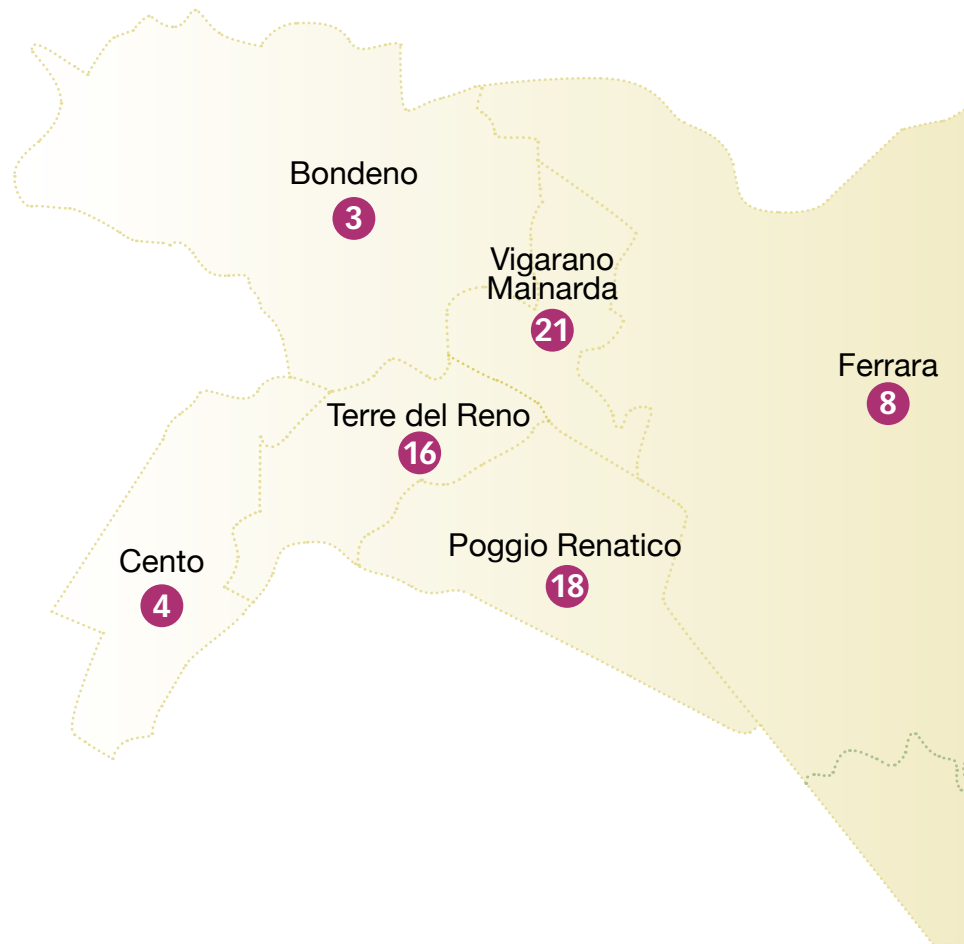 Bondeno
3
Vigarano
Mainarda
21
Ferrara
8
Terre del Reno
16
Poggio Renatico
18
Cento
4